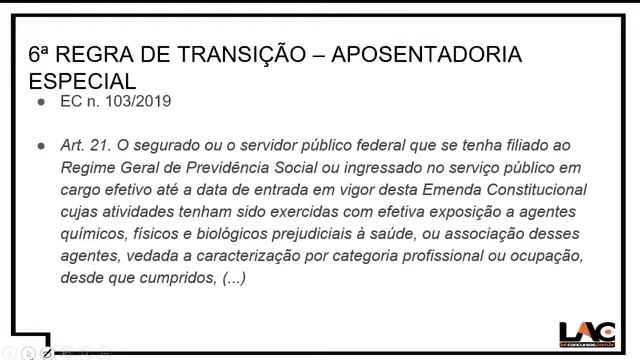 6ª REGRA DE TRANSIÇÃO – APOSENTADORIA
ESPECIAL
● EC n. 103/2019
● Art. 21. O segurado ou o servidor público federal que se tenha filiado ao
Regime Geral de Previdência Social ou ingressado no serviço público em
cargo efetivo até a data de entrada em vigor desta Emenda Constitucional
cujas atividades tenham sido exercidas com efetiva exposição a agentes
químicos, físicos e biológicos prejudiciais à saúde, ou associação desses
agentes, vedada a caracterização por categoria profissional ou ocupação,
desde que cumpridos, (...)
LAC
lacconcursos.com.br